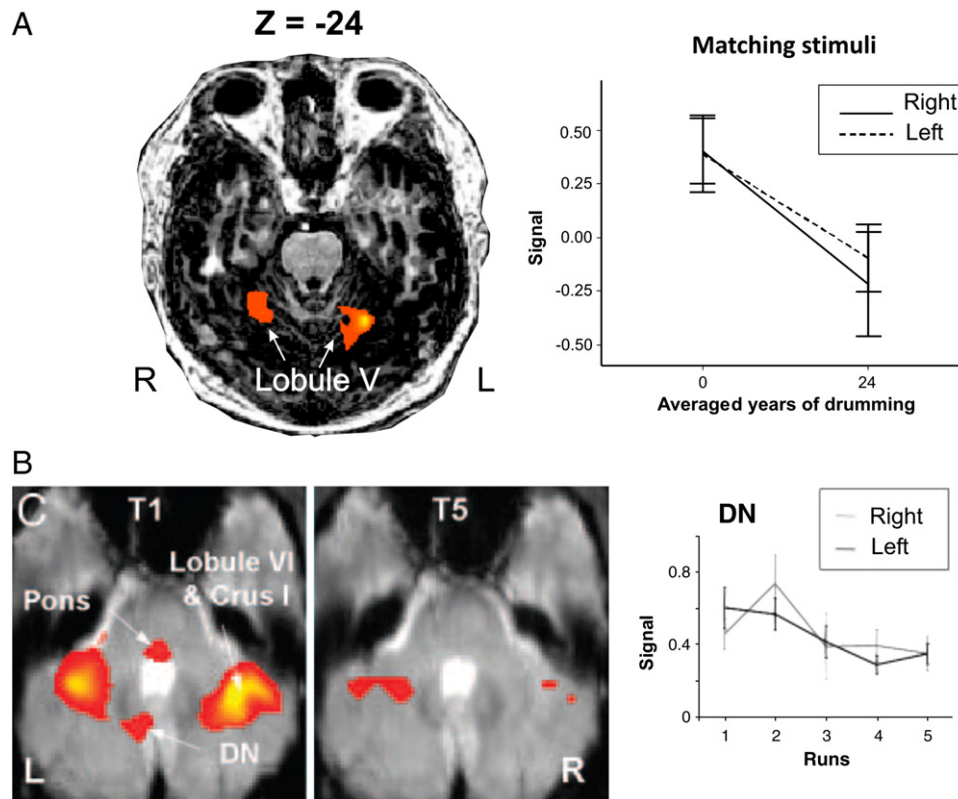 A
Z = -24
R
L
Lobule V
Matching stimuli
Right
Left
Signal
0.50
0.25
0.00
-0.25
-0.50
0
24
Averaged years of drumming
B
C
T1
Pons
Lobule VI
& Crus I
DN
L
T5
R
DN
Right
Left
Signal
0.8
0.4
0
1
2
3
4
5
Runs